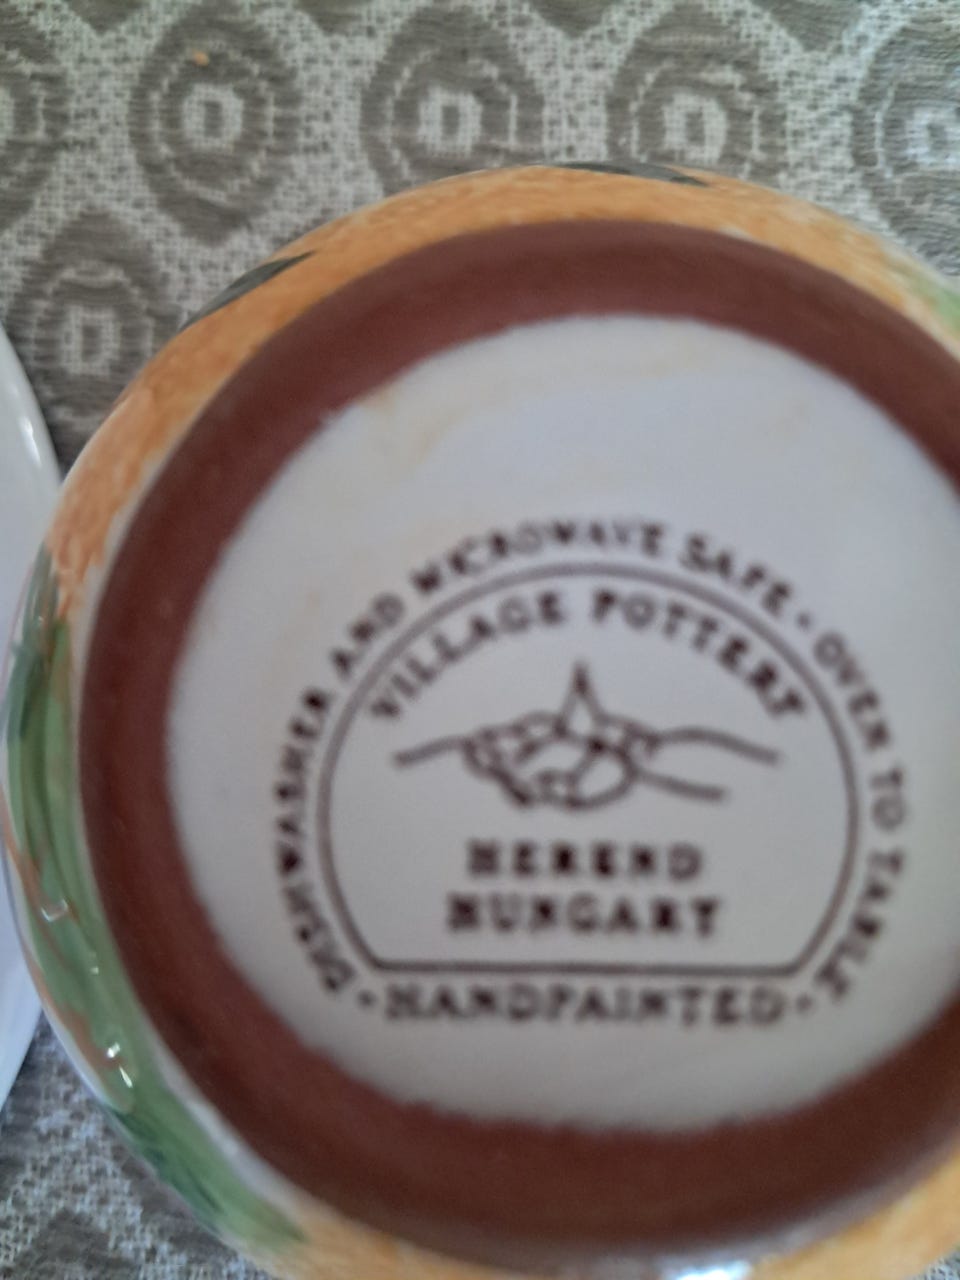 DISHWASHER AND MICROWAVE SAFE • OVEN TO TABLE
VILLAGE POTTERY
HEREND
HUNGARY
• HANDPAINTED •